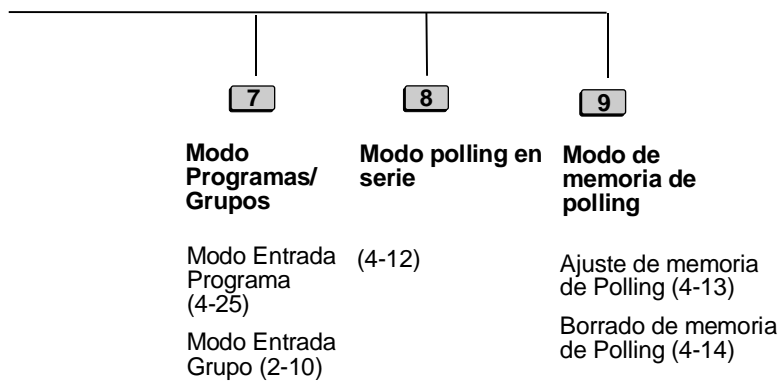 7
Modo
Programas/
Grupos
Modo Entrada
Programa
(4-25)
Modo Entrada
Grupo (2-10)
8
Modo polling en
serie
(4-12)
9
Modo de
memoria de
polling
Ajuste de memoria
de Polling (4-13)
Borrado de memoria
de Polling (4-14)